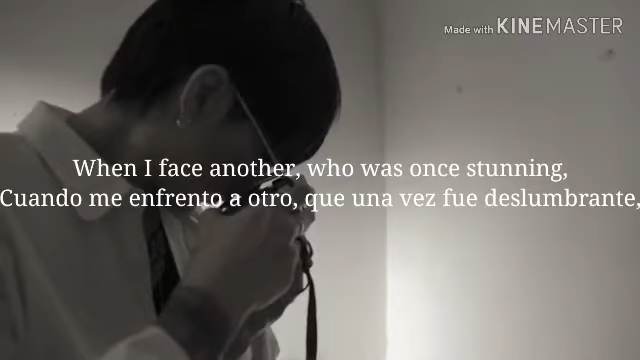 Made with KINEMASTER
When I face another, who was once stunning,
Cuando me enfrento a otro, que una vez fue deslumbrante,